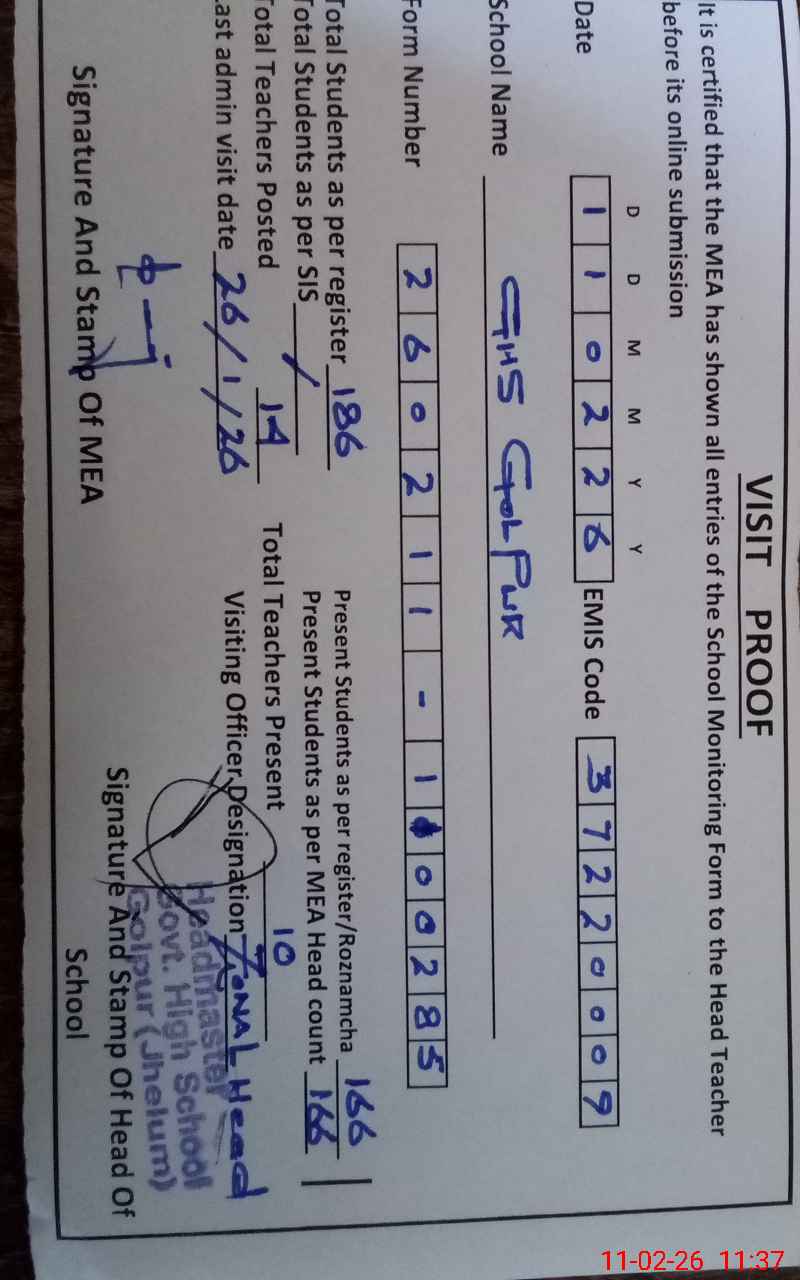 VISIT PROOF
It is certified that the MEA has shown all entries of the School Monitoring Form to the Head Teacher
before its online submission
D D M M Y Y
Date 1 1 0 2 2 6 EMIS Code 3 7 2 2 0 0 0 9
School Name GHS GOLPUR
Form Number 2 6 0 2 1 1 - 1 0 0 0 2 8 5
Total Students as per register 186 Present Students as per register/Roznamcha 166
Total Students as per SIS / Present Students as per MEA Head count 166
Total Teachers Posted 14 Total Teachers Present 10
Last admin visit date 26/1/26 Visiting Officer Designation ZONAL Head
Headmaster
Govt. High School
Golpur (Jhelum)
Signature And Stamp Of MEA Signature And Stamp Of Head Of
School
11-02-26 11:37